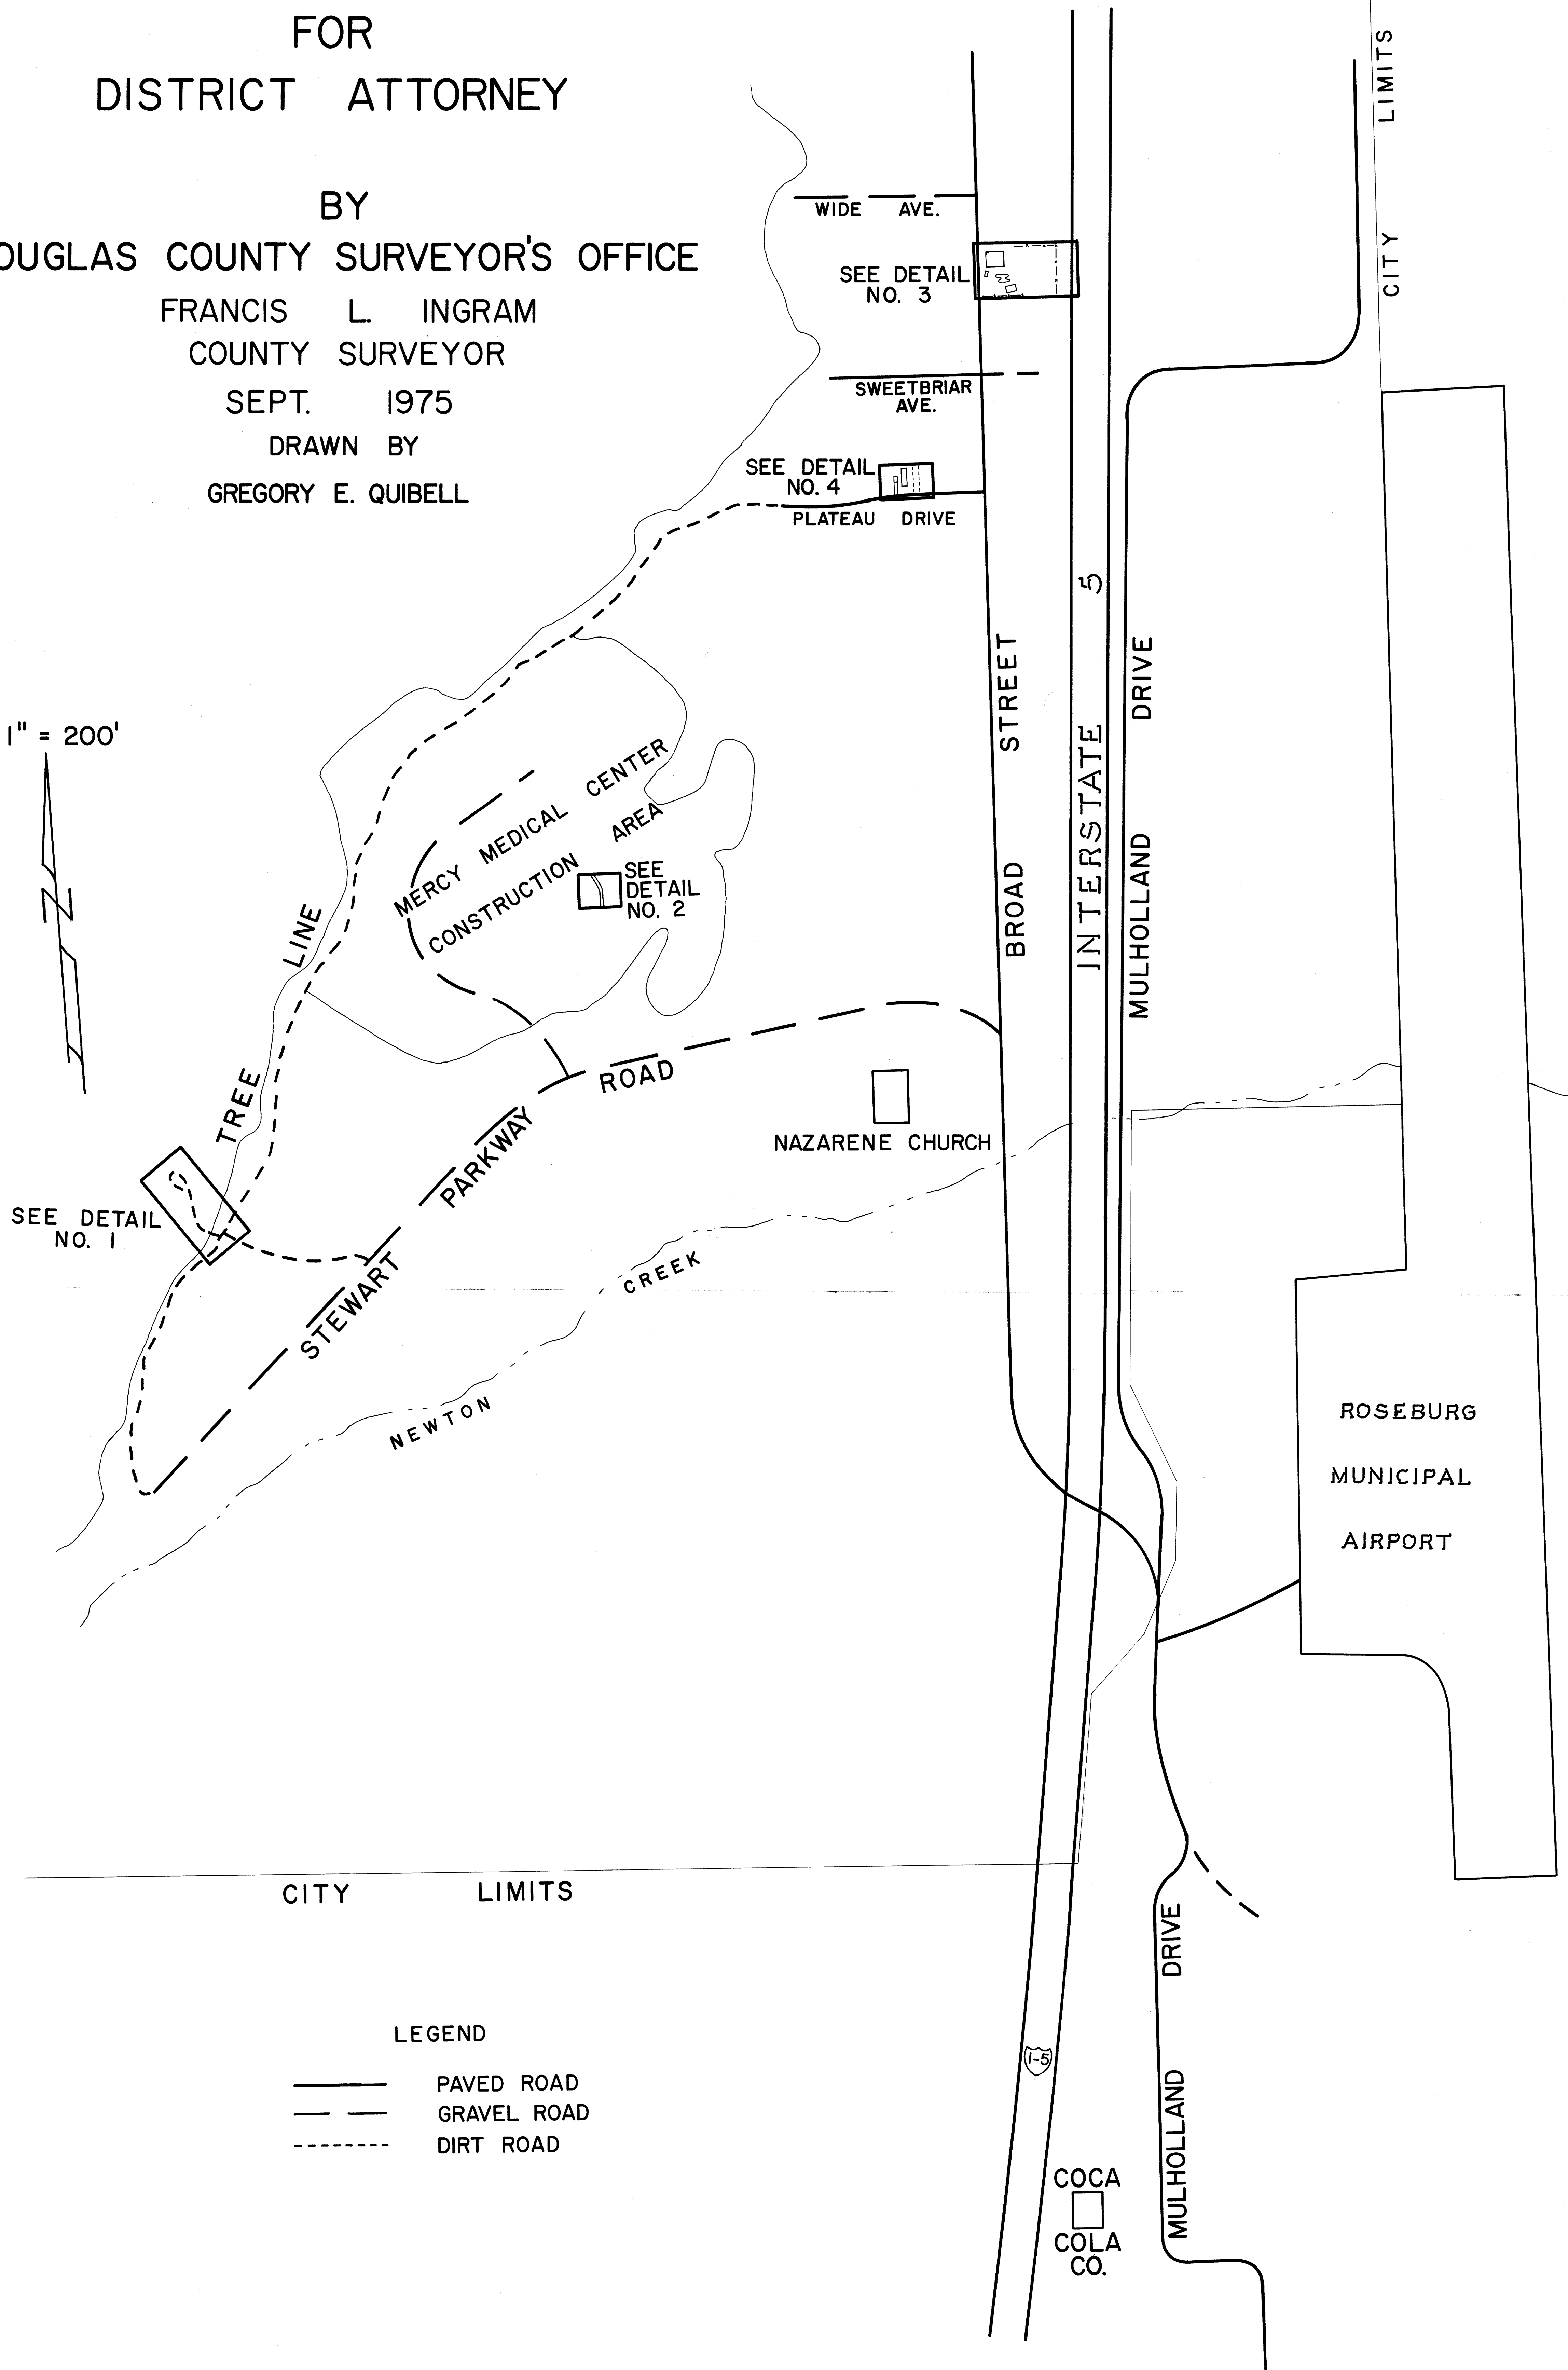 FOR
DISTRICT ATTORNEY
BY
OUGLAS COUNTY SURVEYOR'S OFFICE
FRANCIS L. INGRAM
COUNTY SURVEYOR
SEPT. 1975
DRAWN BY
GREGORY E. QUIBELL
CITY LIMITS
WIDE AVE.
SEE DETAIL
NO. 3
SWEETBRIAR
AVE.
SEE DETAIL
NO. 4
PLATEAU DRIVE
1" = 200'
N
BROAD STREET
INTERSTATE 5
MULHOLLAND DRIVE
MERCY MEDICAL CENTER
CONSTRUCTION AREA
SEE
DETAIL
NO. 2
TREE LINE
STEWART PARKWAY ROAD
NAZARENE CHURCH
SEE DETAIL
NO. 1
NEWTON CREEK
ROSEBURG
MUNICIPAL
AIRPORT
CITY LIMITS
MULHOLLAND DRIVE
LEGEND
PAVED ROAD
GRAVEL ROAD
DIRT ROAD
I-5
COCA
COLA
CO.